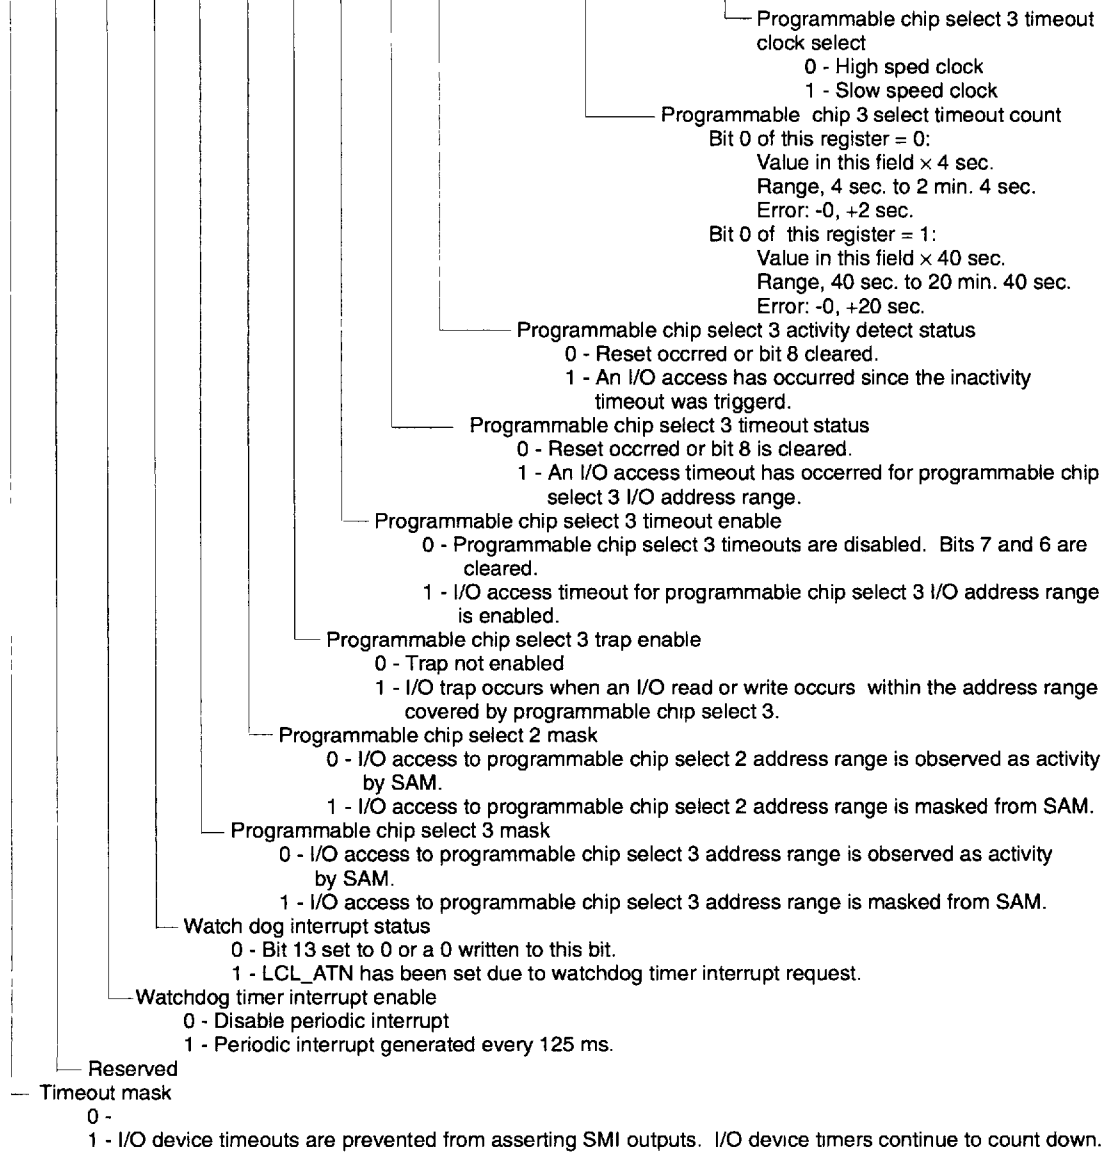 Programmable chip select 3 timeout
clock select
0 - High sped clock
1 - Slow speed clock
Programmable chip 3 select timeout count
Bit 0 of this register = 0:
Value in this field × 4 sec.
Range, 4 sec. to 2 min. 4 sec.
Error: -0, +2 sec.
Bit 0 of this register = 1:
Value in this field × 40 sec.
Range, 40 sec. to 20 min. 40 sec.
Error: -0, +20 sec.
Programmable chip select 3 activity detect status
0 - Reset occrred or bit 8 cleared.
1 - An I/O access has occurred since the inactivity
timeout was triggerd.
Programmable chip select 3 timeout status
0 - Reset occrred or bit 8 is cleared.
1 - An I/O access timeout has occerred for programmable chip
select 3 I/O address range.
Programmable chip select 3 timeout enable
0 - Programmable chip select 3 timeouts are disabled. Bits 7 and 6 are
cleared.
1 - I/O access timeout for programmable chip select 3 I/O address range
is enabled.
Programmable chip select 3 trap enable
0 - Trap not enabled
1 - I/O trap occurs when an I/O read or write occurs within the address range
covered by programmable chip select 3.
Programmable chip select 2 mask
0 - I/O access to programmable chip select 2 address range is observed as activity
by SAM.
1 - I/O access to programmable chip select 2 address range is masked from SAM.
Programmable chip select 3 mask
0 - I/O access to programmable chip select 3 address range is observed as activity
by SAM.
1 - I/O access to programmable chip select 3 address range is masked from SAM.
Watch dog interrupt status
0 - Bit 13 set to 0 or a 0 written to this bit.
1 - LCL_ATN has been set due to watchdog timer interrupt request.
Watchdog timer interrupt enable
0 - Disable periodic interrupt
1 - Periodic interrupt generated every 125 ms.
Reserved
Timeout mask
0 -
1 - I/O device timeouts are prevented from asserting SMI outputs. I/O device timers continue to count down.